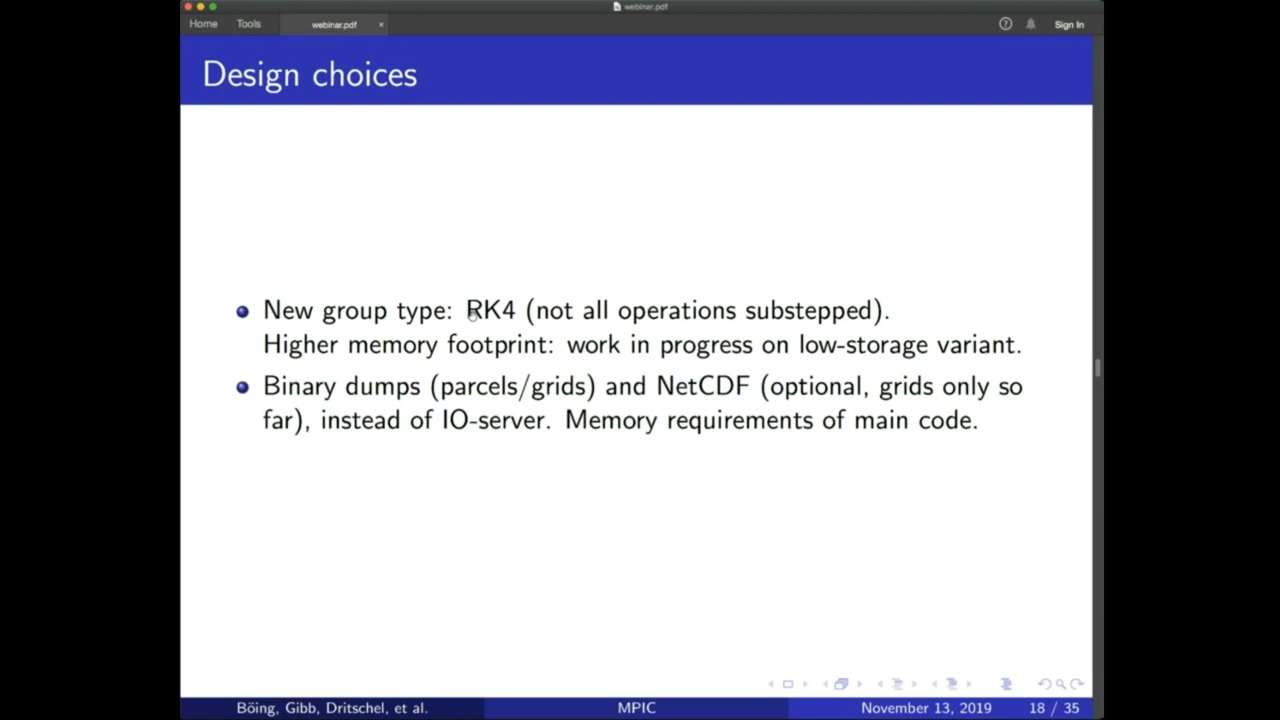 webinar.pdf
Home Tools webinar.pdf × ? Sign In
Design choices
New group type: RK4 (not all operations substepped).
Higher memory footprint: work in progress on low-storage variant.
Binary dumps (parcels/grids) and NetCDF (optional, grids only so
far), instead of IO-server. Memory requirements of main code.
Böing, Gibb, Dritschel, et al. MPIC November 13, 2019 18 / 35